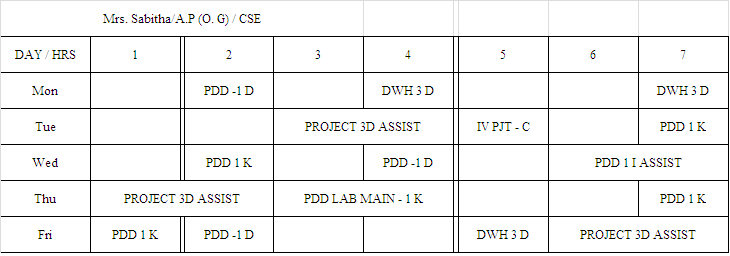 Mrs. Sabitha/A.P (O. G) / CSE
DAY / HRS 1 2 3 4 5 6 7
Mon PDD -1 D DWH 3 D DWH 3 D
Tue PROJECT 3D ASSIST IV PJT - C PDD 1 K
Wed PDD 1 K PDD -1 D PDD 1 I ASSIST
Thu PROJECT 3D ASSIST PDD LAB MAIN - 1 K PDD 1 K
Fri PDD 1 K PDD -1 D DWH 3 D PROJECT 3D ASSIST